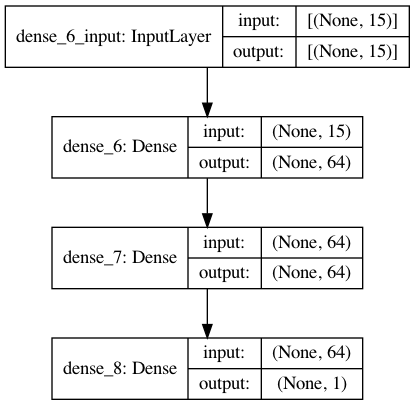 dense_6_input: InputLayer
input: [(None, 15)]
output: [(None, 15)]
dense_6: Dense
input: (None, 15)
output: (None, 64)
dense_7: Dense
input: (None, 64)
output: (None, 64)
dense_8: Dense
input: (None, 64)
output: (None, 1)